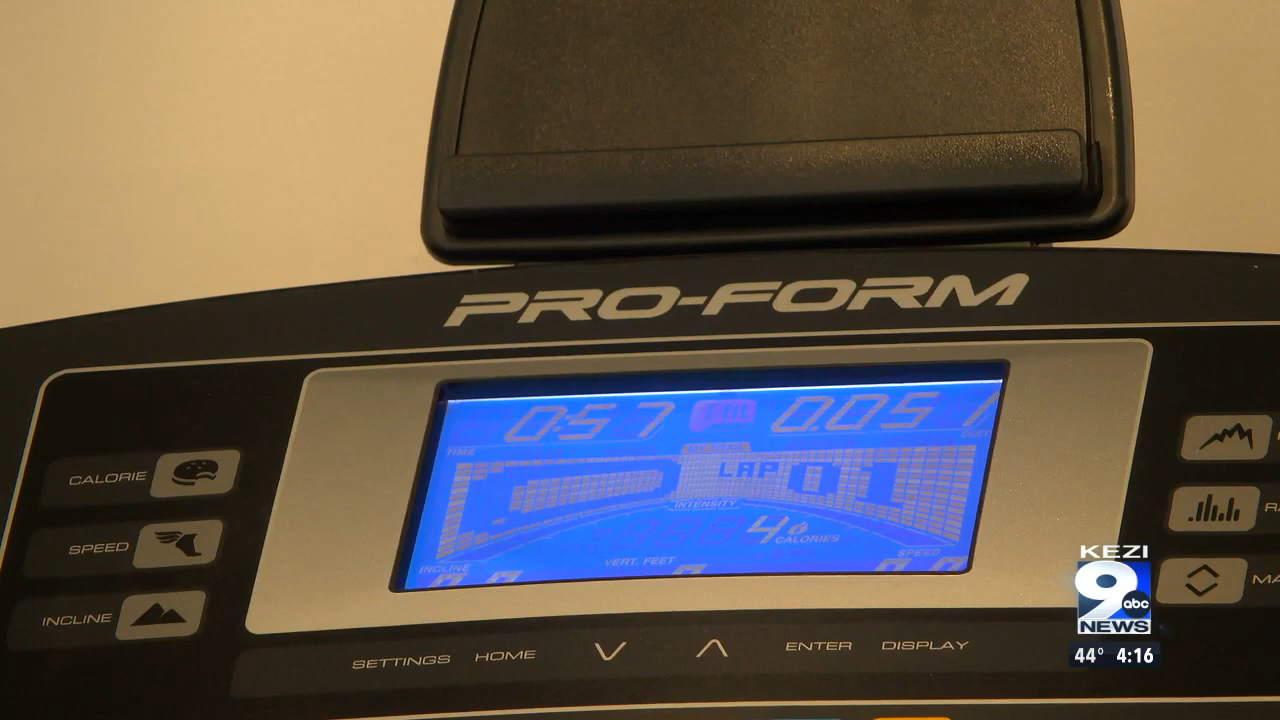 PRO-FORM
0:57
0.05
TIME
LAP
INTENSITY
CALORIES
INCLINE
VERT. FEET
SPEED
CALORIE
SPEED
INCLINE
SETTINGS HOME ENTER DISPLAY
KEZI
9
abc
NEWS
44° 4:16